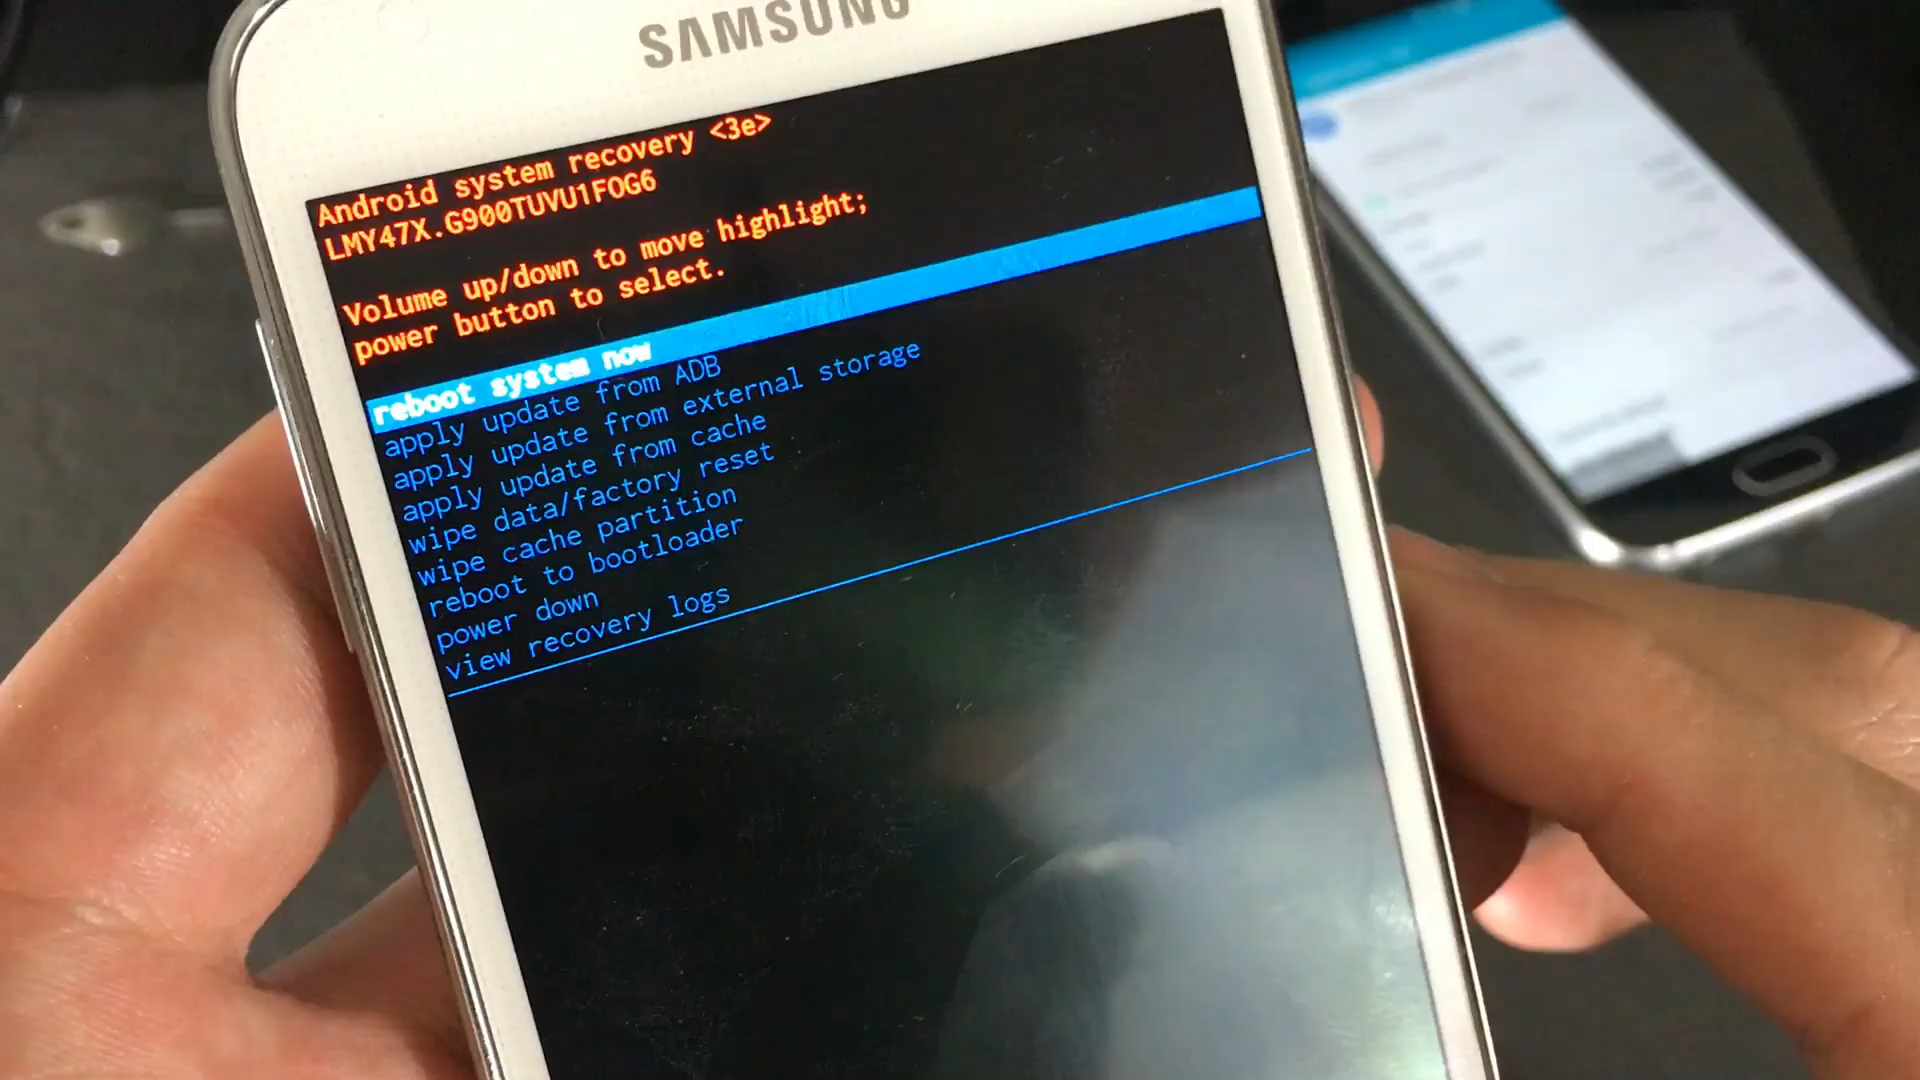 SAMSUNG
Android system recovery <3e>
LMY47X.G900TUVU1FOG6
Volume up/down to move highlight;
power button to select.
reboot system now
apply update from ADB
apply update from external storage
apply update from cache
wipe data/factory reset
wipe cache partition
reboot to bootloader
power down
view recovery logs